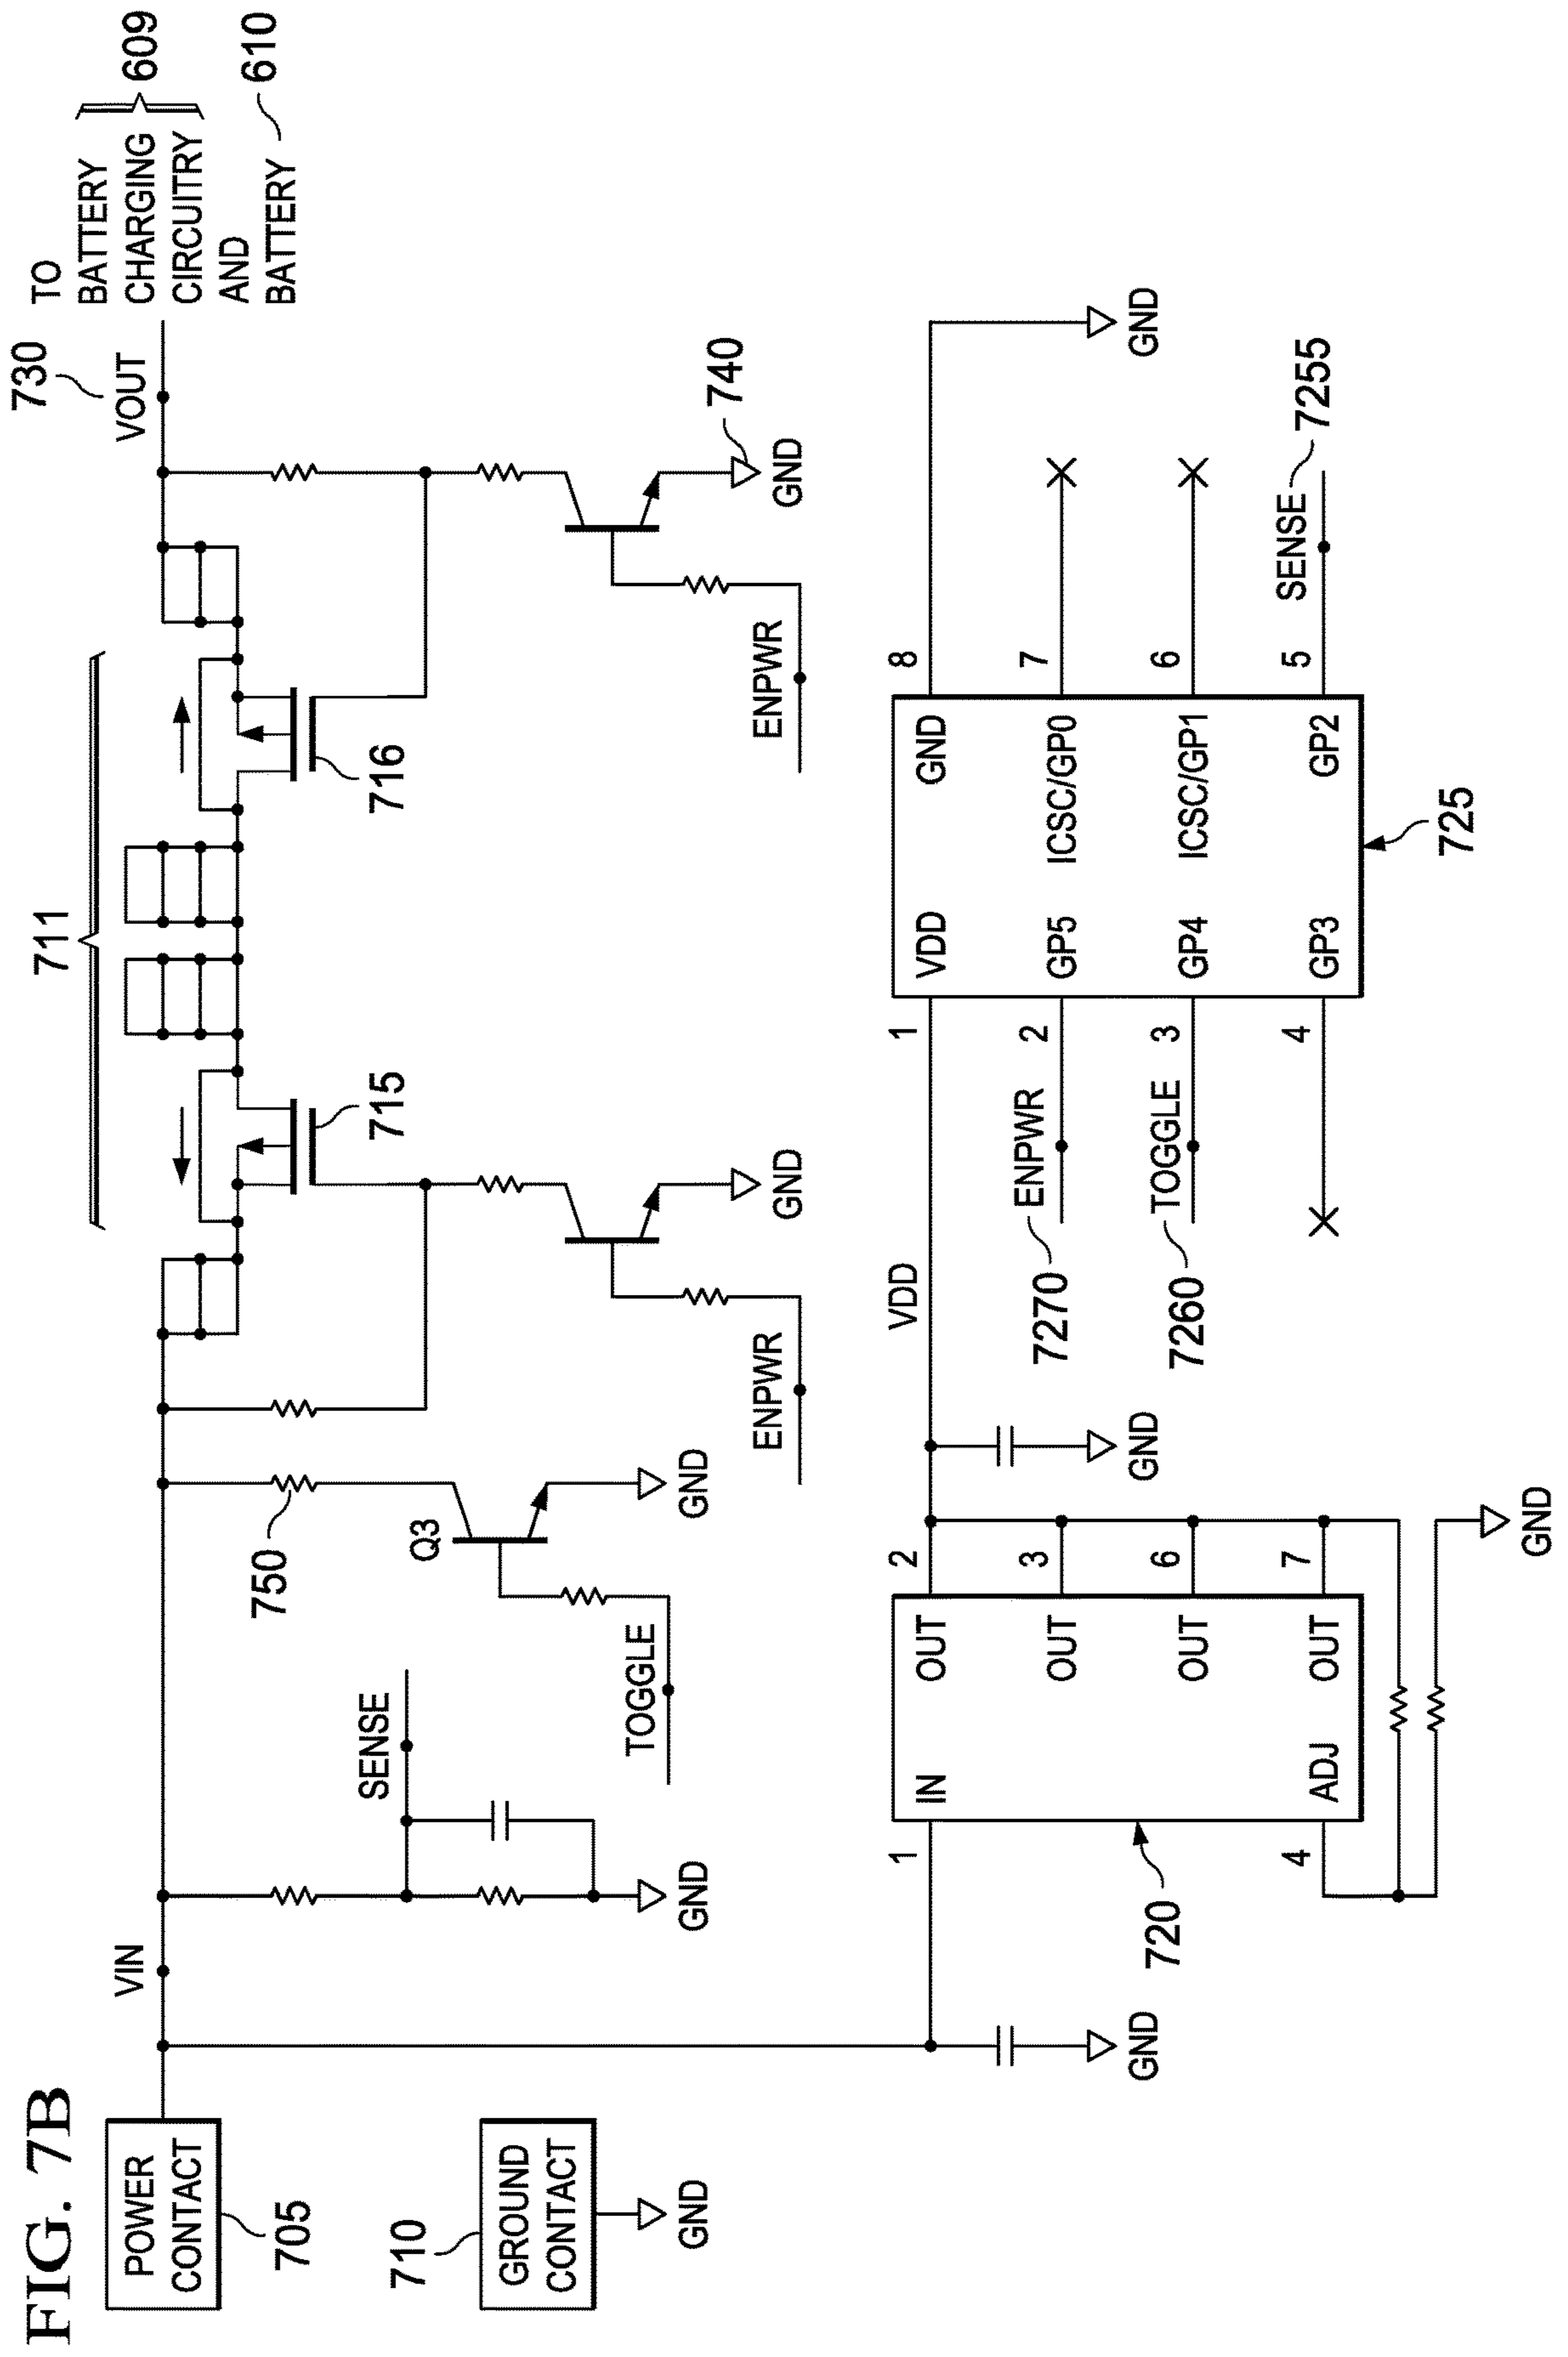 FIG. 7B
POWER
CONTACT
705
GROUND
CONTACT
710
GND
VIN
SENSE
GND
750
Q3
TOGGLE
GND
711
715
ENPWR
GND
716
ENPWR
GND
740
730
VOUT
TO
BATTERY
CHARGING
CIRCUITRY
AND
BATTERY
609
610
GND
1
IN
OUT
2
OUT
3
OUT
6
ADJ
OUT
7
4
720
GND
GND
VDD
7270
ENPWR
7260
TOGGLE
1
VDD
GND
8
2
GP5
ICSC/GP0
7
3
GP4
ICSC/GP1
6
4
GP3
GP2
5
725
GND
SENSE
7255